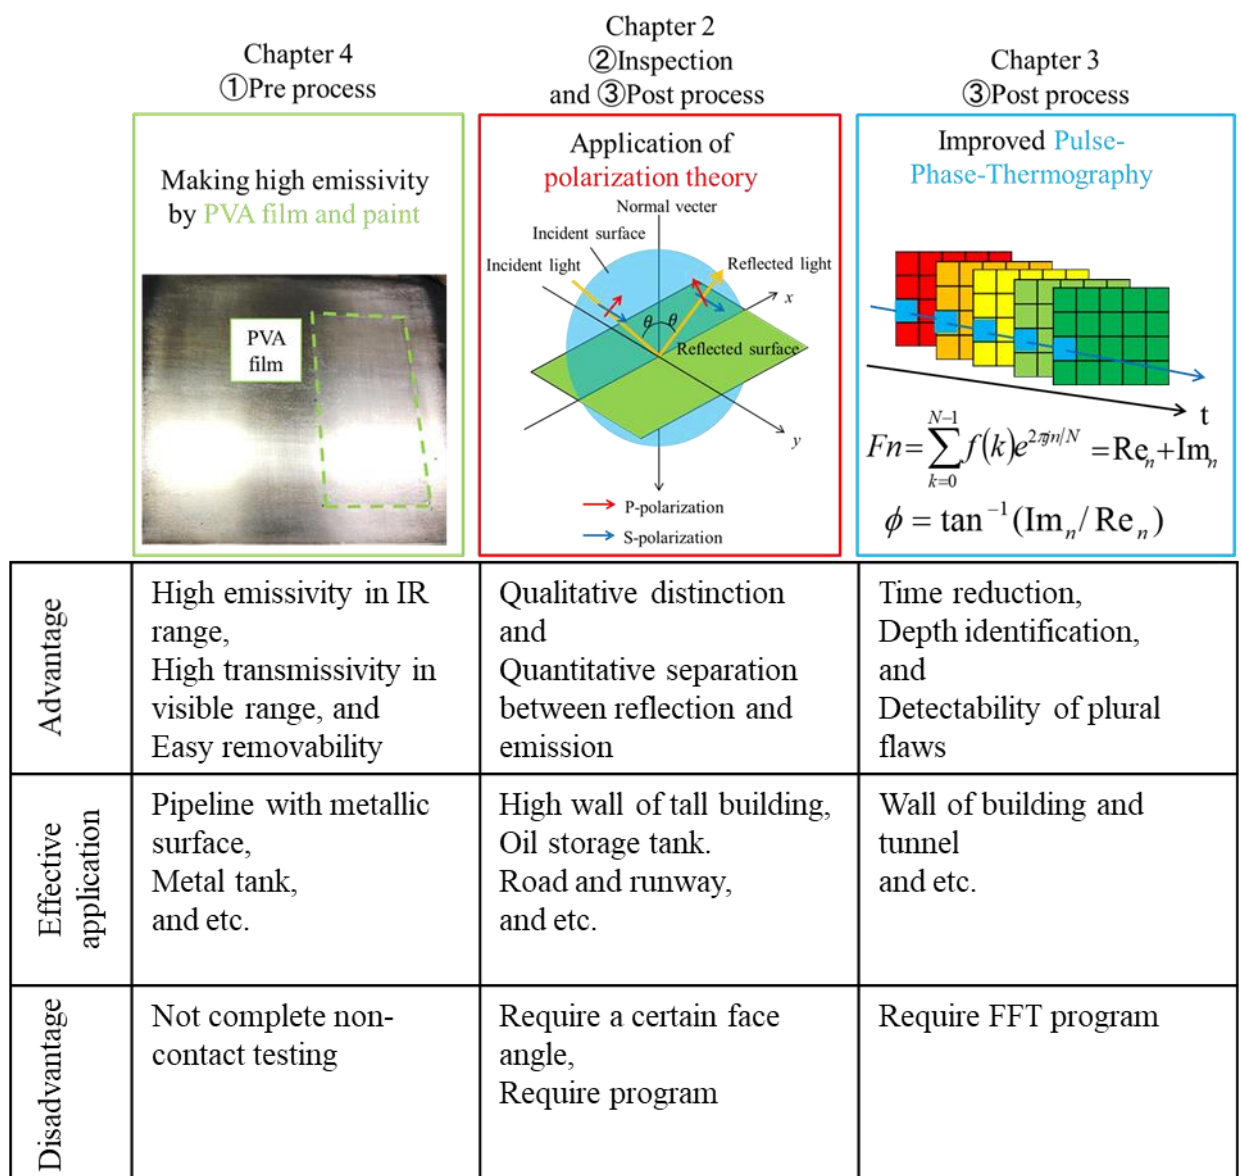 Chapter 4
①Pre process
Chapter 2
②Inspection
and ③Post process
Chapter 3
③Post process
Making high emissivity
by PVA film and paint
PVA
film
Application of
polarization theory
Normal vecter
Incident surface
Incident light
Reflected light
x
θ θ
Reflected surface
y
P-polarization
S-polarization
Improved Pulse-
Phase-Thermography
t
Fn=∑_{k=0}^{N-1} f(k)e^{2πjn/N} =Re_n+Im_n
ϕ = tan^{-1}(Im_n / Re_n)
Advantage
High emissivity in IR
range,
High transmissivity in
visible range, and
Easy removability
Qualitative distinction
and
Quantitative separation
between reflection and
emission
Time reduction,
Depth identification,
and
Detectability of plural
flaws
Effective
application
Pipeline with metallic
surface,
Metal tank,
and etc.
High wall of tall building,
Oil storage tank.
Road and runway,
and etc.
Wall of building and
tunnel
and etc.
Disadvantage
Not complete non-
contact testing
Require a certain face
angle,
Require program
Require FFT program